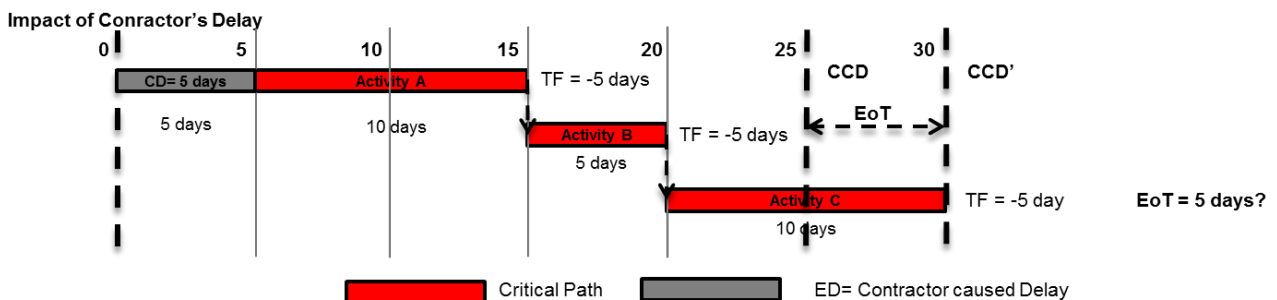 Impact of Conractor's Delay
0 5 10 15 20 25 30
CD= 5 days Activity A TF = -5 days CCD CCD'
5 days 10 days EoT
Activity B TF = -5 days
5 days
Activity C TF = -5 day EoT = 5 days?
10 days
Critical Path ED= Contractor caused Delay